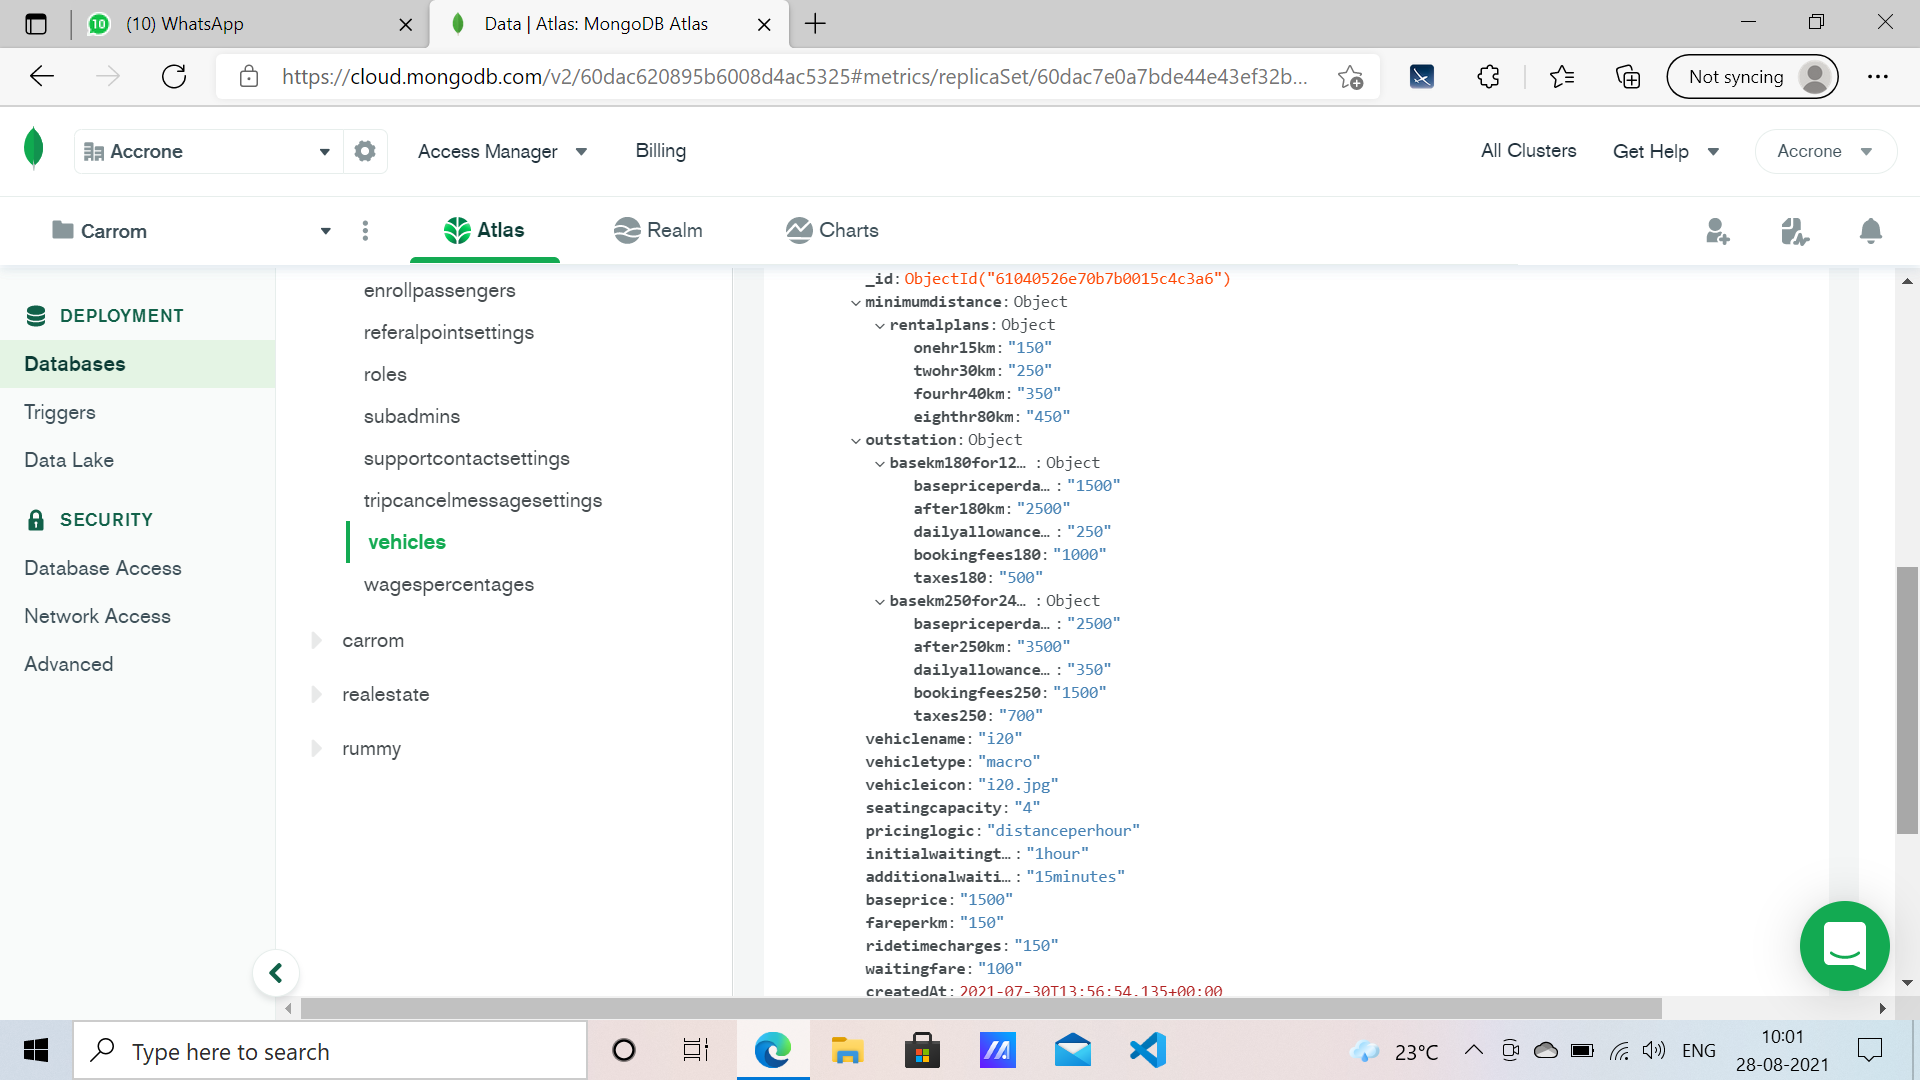 (10) WhatsApp
Data | Atlas: MongoDB Atlas
https://cloud.mongodb.com/v2/60dac620895b6008d4ac5325#metrics/replicaSet/60dac7e0a7bde44e43ef32b...
Not syncing
Accrone
Access Manager
Billing
All Clusters
Get Help
Accrone
Carrom
Atlas
Realm
Charts
DEPLOYMENT
Databases
Triggers
Data Lake
SECURITY
Database Access
Network Access
Advanced
enrollpassengers
referalpointsettings
roles
subadmins
supportcontactsettings
tripcancelmessagesettings
vehicles
wagespercentages
carrom
realestate
rummy
_id: ObjectId("61040526e70b7b0015c4c3a6")
minimumdistance: Object
rentalplans: Object
onehr15km: "150"
twohr30km: "250"
fourhr40km: "350"
eighthr80km: "450"
outstation: Object
basekm180for12… : Object
basepriceperda… : "1500"
after180km: "2500"
dailyallowance… : "250"
bookingfees180: "1000"
taxes180: "500"
basekm250for24… : Object
basepriceperda… : "2500"
after250km: "3500"
dailyallowance… : "350"
bookingfees250: "1500"
taxes250: "700"
vehiclename: "i20"
vehicletype: "macro"
vehicleicon: "i20.jpg"
seatingcapacity: "4"
pricinglogic: "distanceperhour"
initialwaitingt… : "1hour"
additionalwaiti… : "15minutes"
baseprice: "1500"
fareperkm: "150"
ridetimecharges: "150"
waitingfare: "100"
createdAt: 2021-07-30T13:56:54.135+00:00
Type here to search
23°C
ENG
10:01
28-08-2021